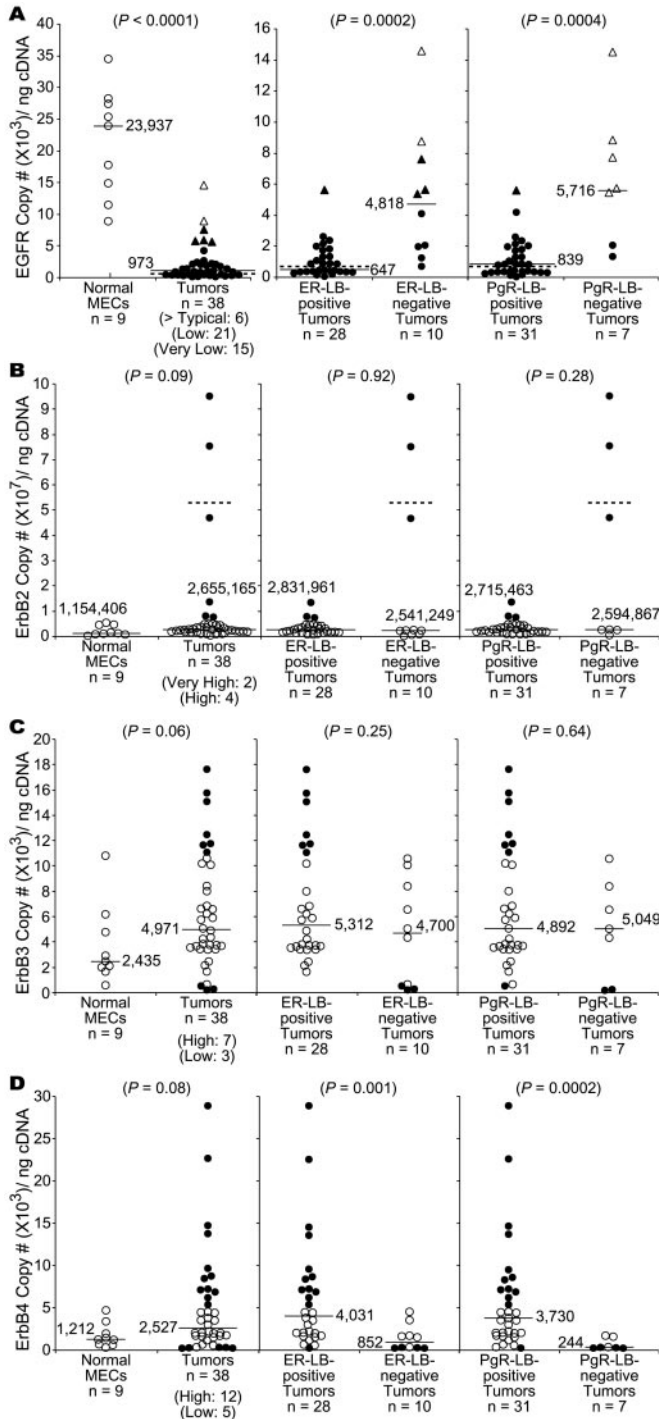 A
(P < 0.0001)
(P = 0.0002)
(P = 0.0004)
EGFR Copy # (X10³)/ ng cDNA
40
35
30
25
20
15
10
5
0
16
14
12
10
8
6
4
2
0
23,937
973
4,818
647
5,716
839
Normal
MECs
n = 9
Tumors
n = 38
(> Typical: 6)
(Low: 21)
(Very Low: 15)
ER-LB-
positive
Tumors
n = 28
ER-LB-
negative
Tumors
n = 10
PgR-LB-
positive
Tumors
n = 31
PgR-LB-
negative
Tumors
n = 7
B
(P = 0.09)
(P = 0.92)
(P = 0.28)
ErbB2 Copy # (X10⁷)/ ng cDNA
10
9
8
7
6
5
4
3
2
1
0
1,154,406
2,655,165
2,831,961
2,541,249
2,715,463
2,594,867
Normal
MECs
n = 9
Tumors
n = 38
(Very High: 2)
(High: 4)
ER-LB-
positive
Tumors
n = 28
ER-LB-
negative
Tumors
n = 10
PgR-LB-
positive
Tumors
n = 31
PgR-LB-
negative
Tumors
n = 7
C
(P = 0.06)
(P = 0.25)
(P = 0.64)
ErbB3 Copy # (X10³)/ ng cDNA
20
18
16
14
12
10
8
6
4
2
0
2,435
4,971
5,312
4,700
4,892
5,049
Normal
MECs
n = 9
Tumors
n = 38
(High: 7)
(Low: 3)
ER-LB-
positive
Tumors
n = 28
ER-LB-
negative
Tumors
n = 10
PgR-LB-
positive
Tumors
n = 31
PgR-LB-
negative
Tumors
n = 7
D
(P = 0.08)
(P = 0.001)
(P = 0.0002)
ErbB4 Copy # (X10³)/ ng cDNA
30
25
20
15
10
5
0
1,212
2,527
4,031
852
3,730
244
Normal
MECs
n = 9
Tumors
n = 38
(High: 12)
(Low: 5)
ER-LB-
positive
Tumors
n = 28
ER-LB-
negative
Tumors
n = 10
PgR-LB-
positive
Tumors
n = 31
PgR-LB-
negative
Tumors
n = 7